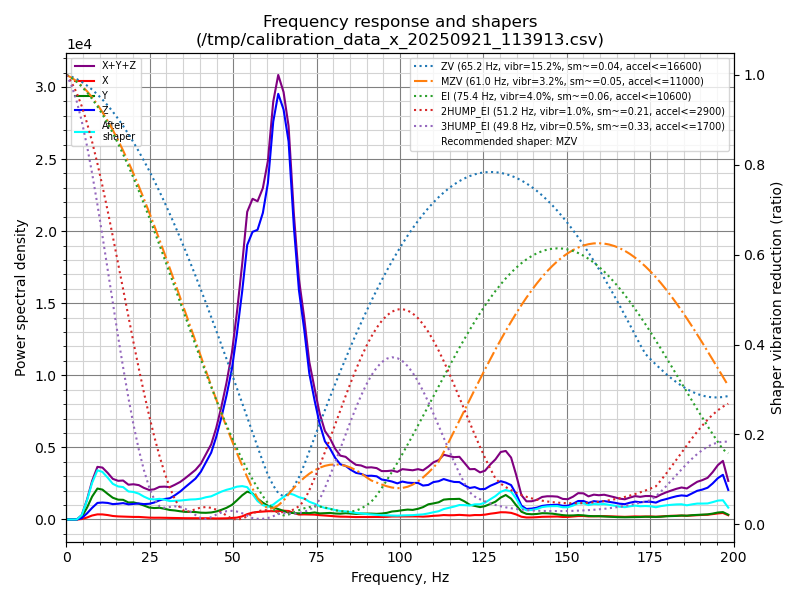 Frequency response and shapers
(/tmp/calibration_data_x_20250921_113913.csv)
1e4
X+Y+Z
X
Y
Z
After
shaper
ZV (65.2 Hz, vibr=15.2%, sm~=0.04, accel<=16600)
MZV (61.0 Hz, vibr=3.2%, sm~=0.05, accel<=11000)
EI (75.4 Hz, vibr=4.0%, sm~=0.06, accel<=10600)
2HUMP_EI (51.2 Hz, vibr=1.0%, sm~=0.21, accel<=2900)
3HUMP_EI (49.8 Hz, vibr=0.5%, sm~=0.33, accel<=1700)
Recommended shaper: MZV
3.0
2.5
2.0
1.5
1.0
0.5
0.0
Power spectral density
1.0
0.8
0.6
0.4
0.2
0.0
Shaper vibration reduction (ratio)
0 25 50 75 100 125 150 175 200
Frequency, Hz